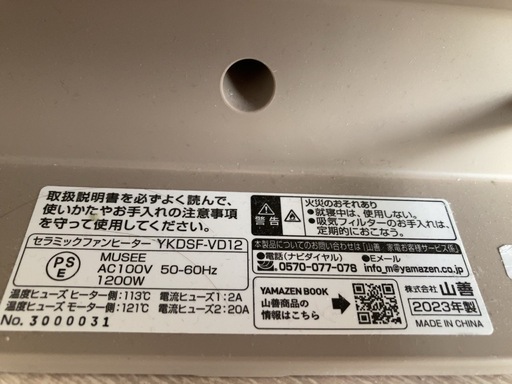 取扱説明書を必ずよく読んで、
使いかたやお手入れの注意事項
を守って使用してください。
警告
火災のおそれあり
●就寝中は、使用しない。
●吸気フィルターのお手入れは、
定期的におこなう。
セラミックファンヒーター YKDSF-VD12
PSE
MUSEE
AC100V 50-60Hz
1200W
温度ヒューズ ヒーター側:113℃ 電流ヒューズ1:2A
温度ヒューズ モーター側:121℃ 電流ヒューズ2:20A
No. 3000031
本製品についてのお問い合わせは「山善・家電お客様サービス係」
●電話(ナビダイヤル)
0570-077-078
●Eメール
info_m@yamazen.co.jp
YAMAZEN BOOK
山善商品の
情報はこちら
株式会社 山善
2023年製
MADE IN CHINA